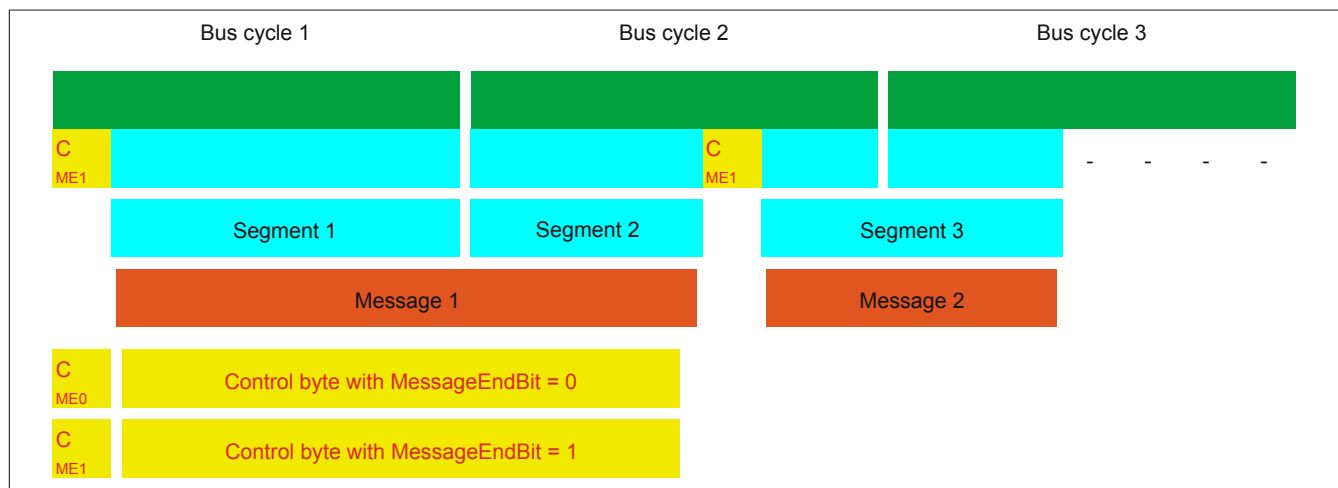 Bus cycle 1 Bus cycle 2 Bus cycle 3
C C
ME1 ME1 - - - -
Segment 1 Segment 2 Segment 3
Message 1 Message 2
C
ME0
Control byte with MessageEndBit = 0
C
ME1
Control byte with MessageEndBit = 1